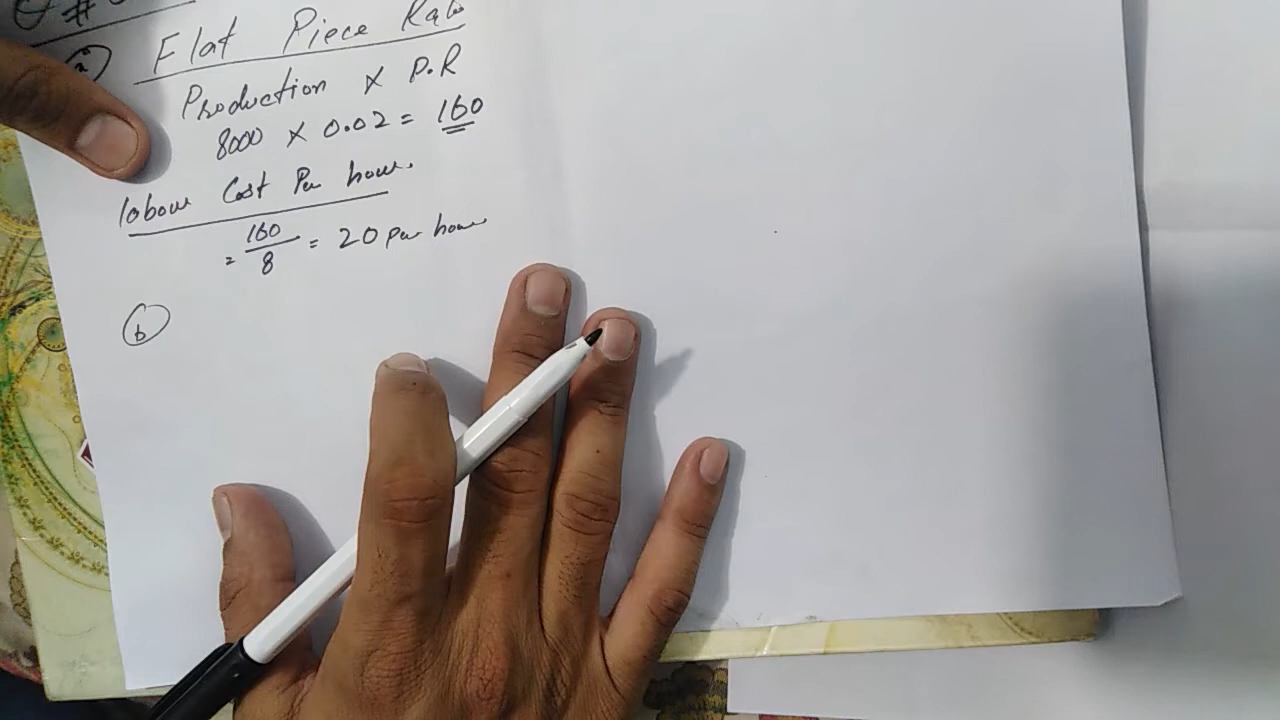 Q #
(a) Flat Piece Rate
Production × P.R
8000 × 0.02 = 160
labour Cost Per hour.
= 160/8 = 20 per hour
(b)